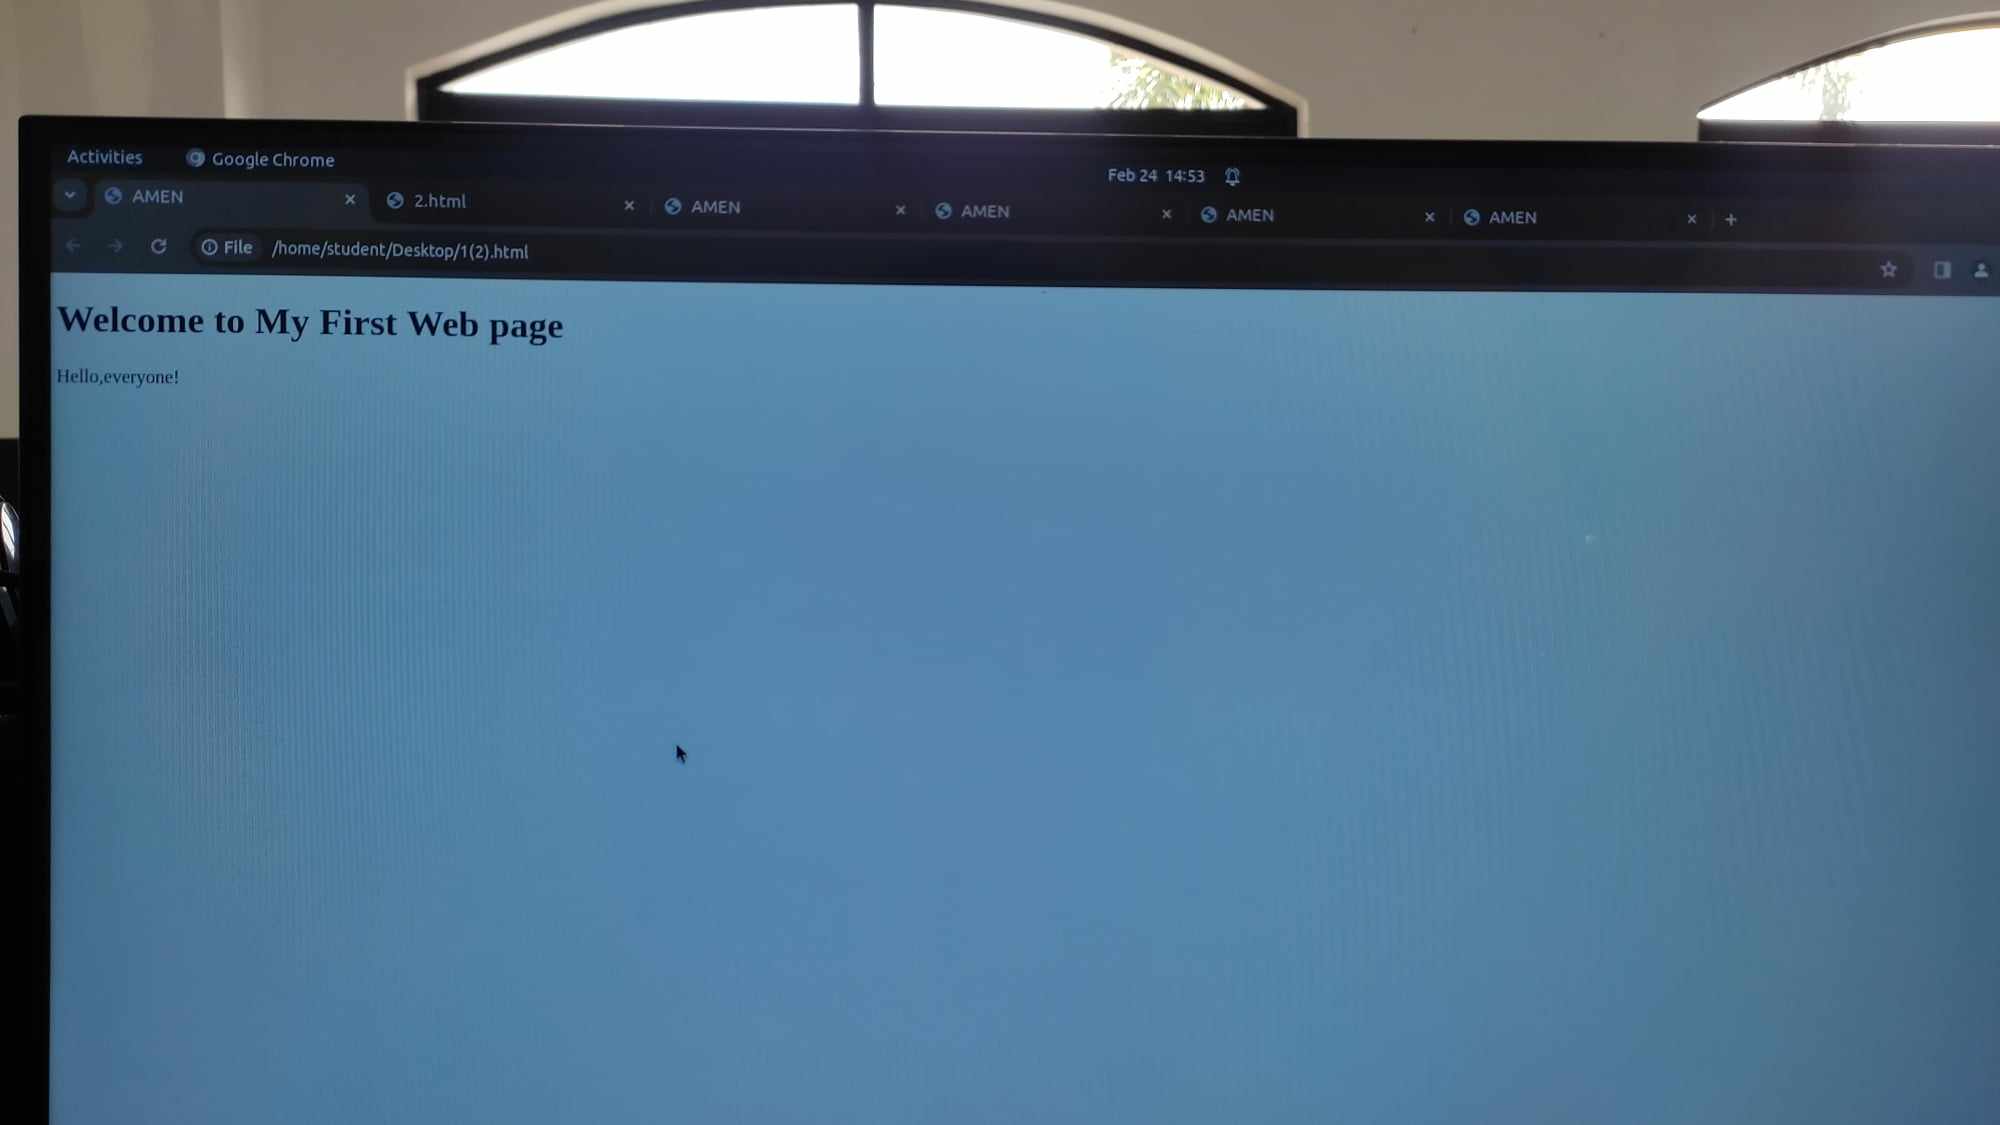 Activities Google Chrome
Feb 24 14:53
AMEN 2.html AMEN AMEN AMEN AMEN
File /home/student/Desktop/1(2).html
Welcome to My First Web page
Hello,everyone!